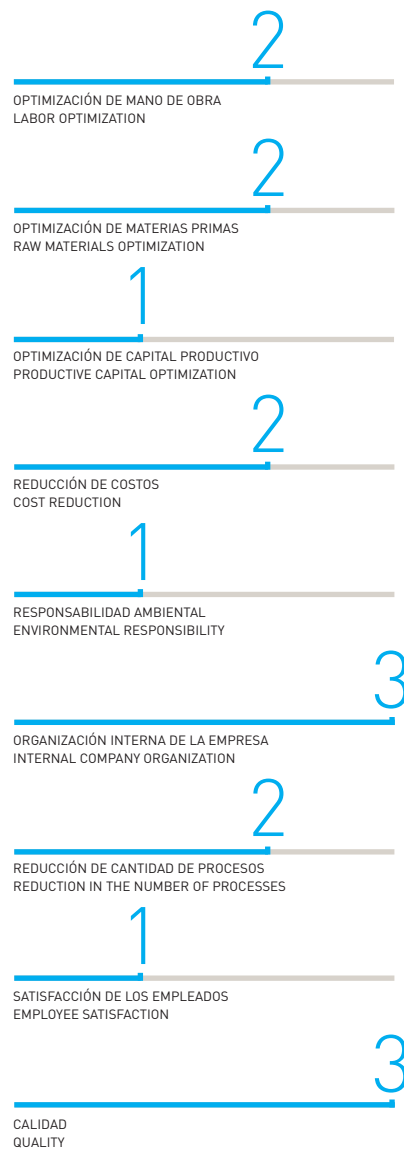 2
OPTIMIZACIÓN DE MANO DE OBRA
LABOR OPTIMIZATION
2
OPTIMIZACIÓN DE MATERIAS PRIMAS
RAW MATERIALS OPTIMIZATION
1
OPTIMIZACIÓN DE CAPITAL PRODUCTIVO
PRODUCTIVE CAPITAL OPTIMIZATION
2
REDUCCIÓN DE COSTOS
COST REDUCTION
1
RESPONSABILIDAD AMBIENTAL
ENVIRONMENTAL RESPONSIBILITY
3
ORGANIZACIÓN INTERNA DE LA EMPRESA
INTERNAL COMPANY ORGANIZATION
2
REDUCCIÓN DE CANTIDAD DE PROCESOS
REDUCTION IN THE NUMBER OF PROCESSES
1
SATISFACCIÓN DE LOS EMPLEADOS
EMPLOYEE SATISFACTION
3
CALIDAD
QUALITY